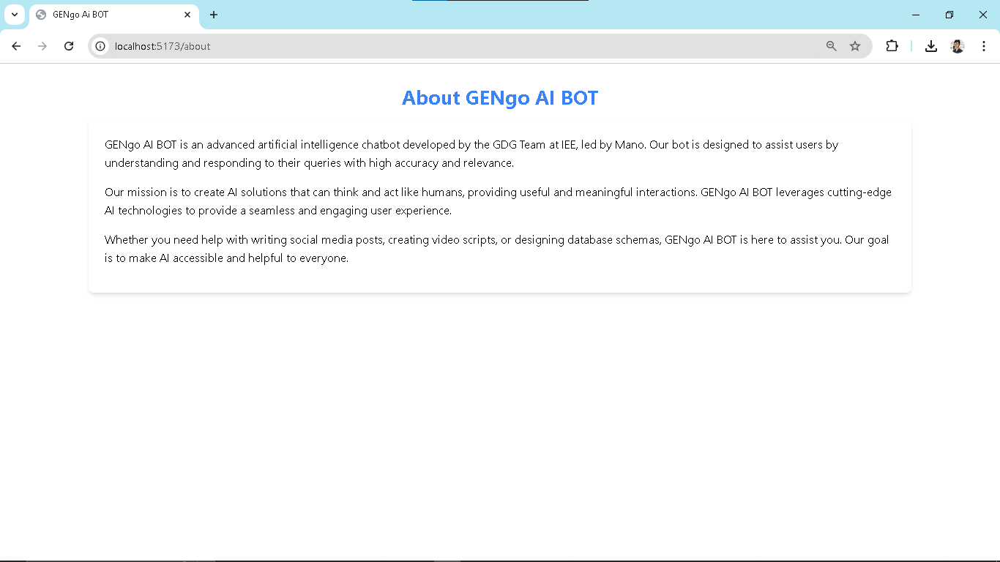 GENgo Ai BOT
localhost:5173/about
About GENgo AI BOT
GENgo AI BOT is an advanced artificial intelligence chatbot developed by the GDG Team at IEE, led by Mano. Our bot is designed to assist users by
understanding and responding to their queries with high accuracy and relevance.
Our mission is to create AI solutions that can think and act like humans, providing useful and meaningful interactions. GENgo AI BOT leverages cutting-edge
AI technologies to provide a seamless and engaging user experience.
Whether you need help with writing social media posts, creating video scripts, or designing database schemas, GENgo AI BOT is here to assist you. Our goal
is to make AI accessible and helpful to everyone.